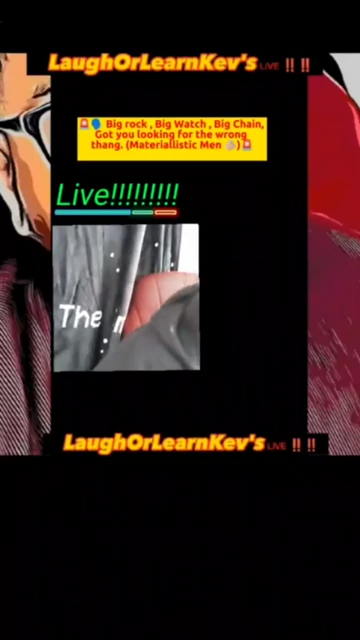 LaughOrLearnKev's LIVE ‼️ ‼️
🚨🗣️ Big rock , Big Watch , Big Chain,
Got you looking for the wrong
thang. (Materiallistic Men 🪨)🚨
Live!!!!!!!!!
The
LaughOrLearnKev's LIVE ‼️ ‼️